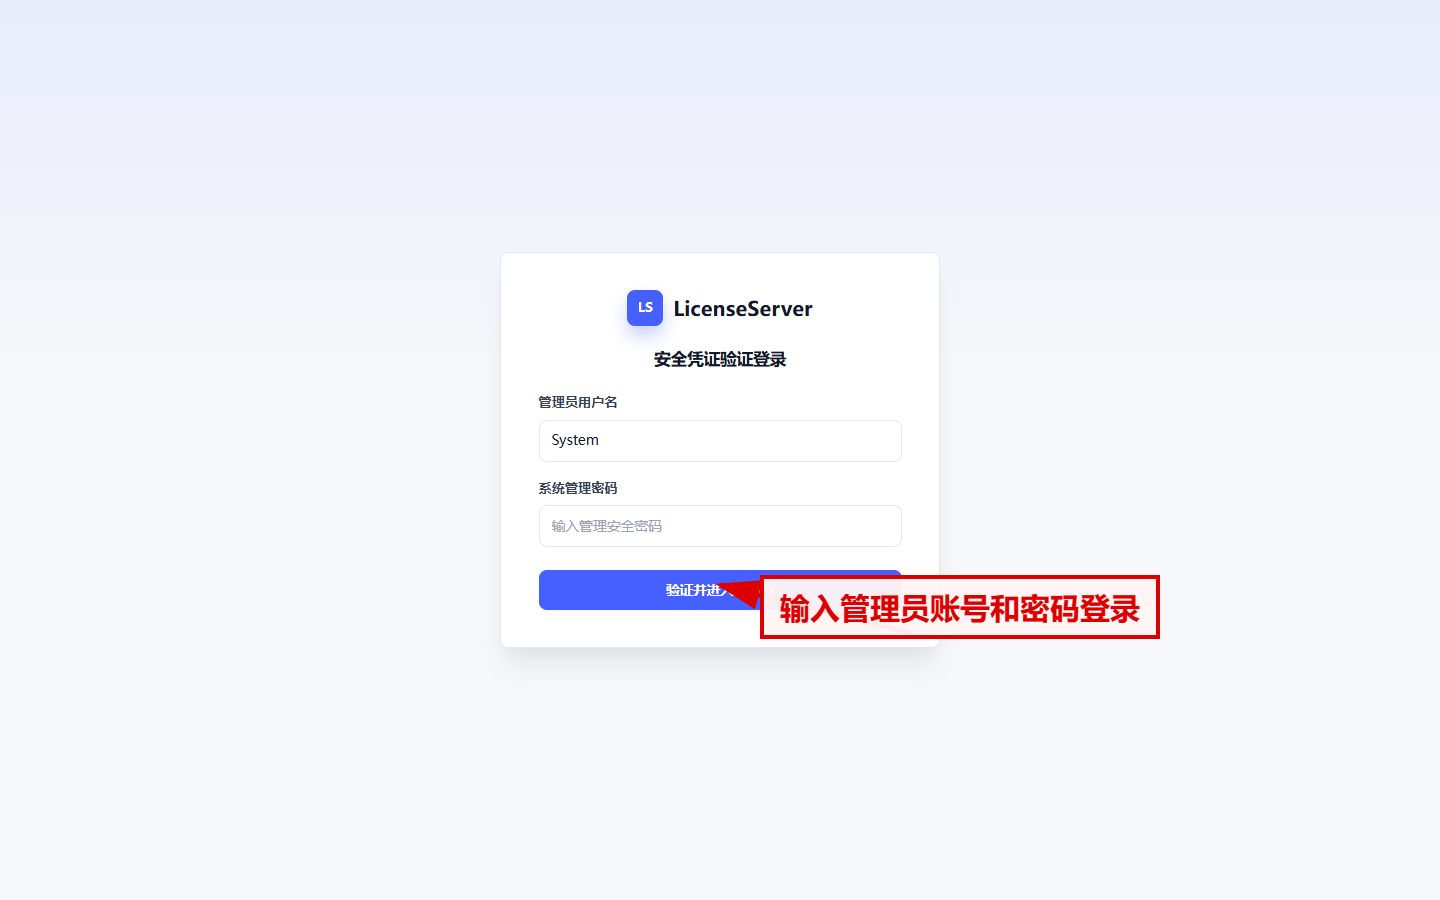 LS LicenseServer
安全凭证验证登录
管理员用户名
System
系统管理密码
输入管理安全密码
验证并进入
输入管理员账号和密码登录